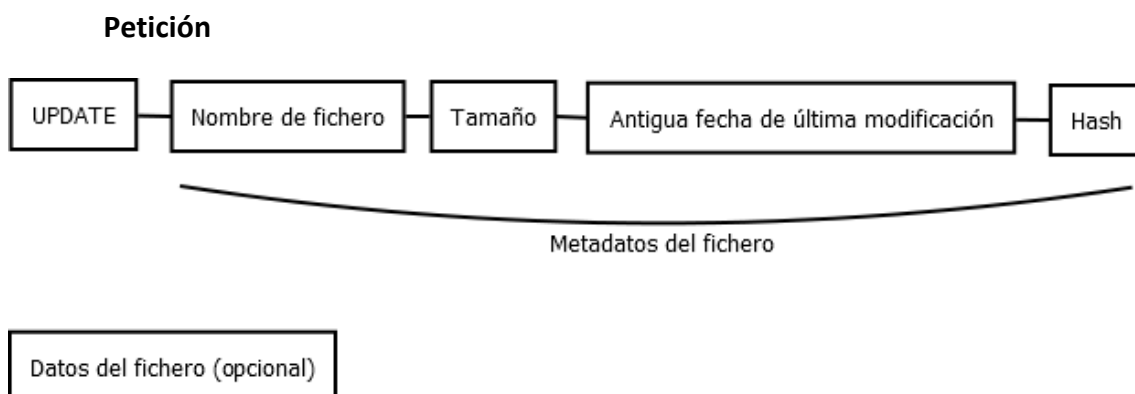 Petición
UPDATE Nombre de fichero Tamaño Antigua fecha de última modificación Hash
Metadatos del fichero
Datos del fichero (opcional)